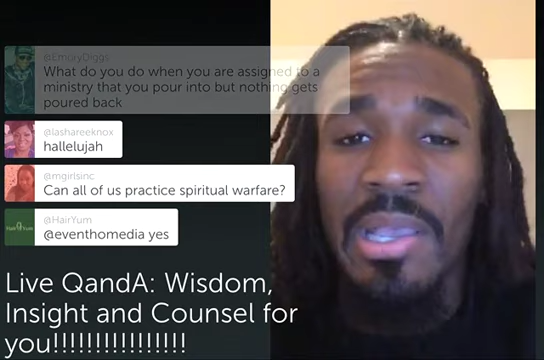 @EmoryDiggs
What do you do when you are assigned to a
ministry that you pour into but nothing gets
poured back
@lashareeknox
hallelujah
@mgirlsinc
Can all of us practice spiritual warfare?
@HairYum
@eventhomedia yes
Live QandA: Wisdom,
Insight and Counsel for
you!!!!!!!!!!!!!!!!